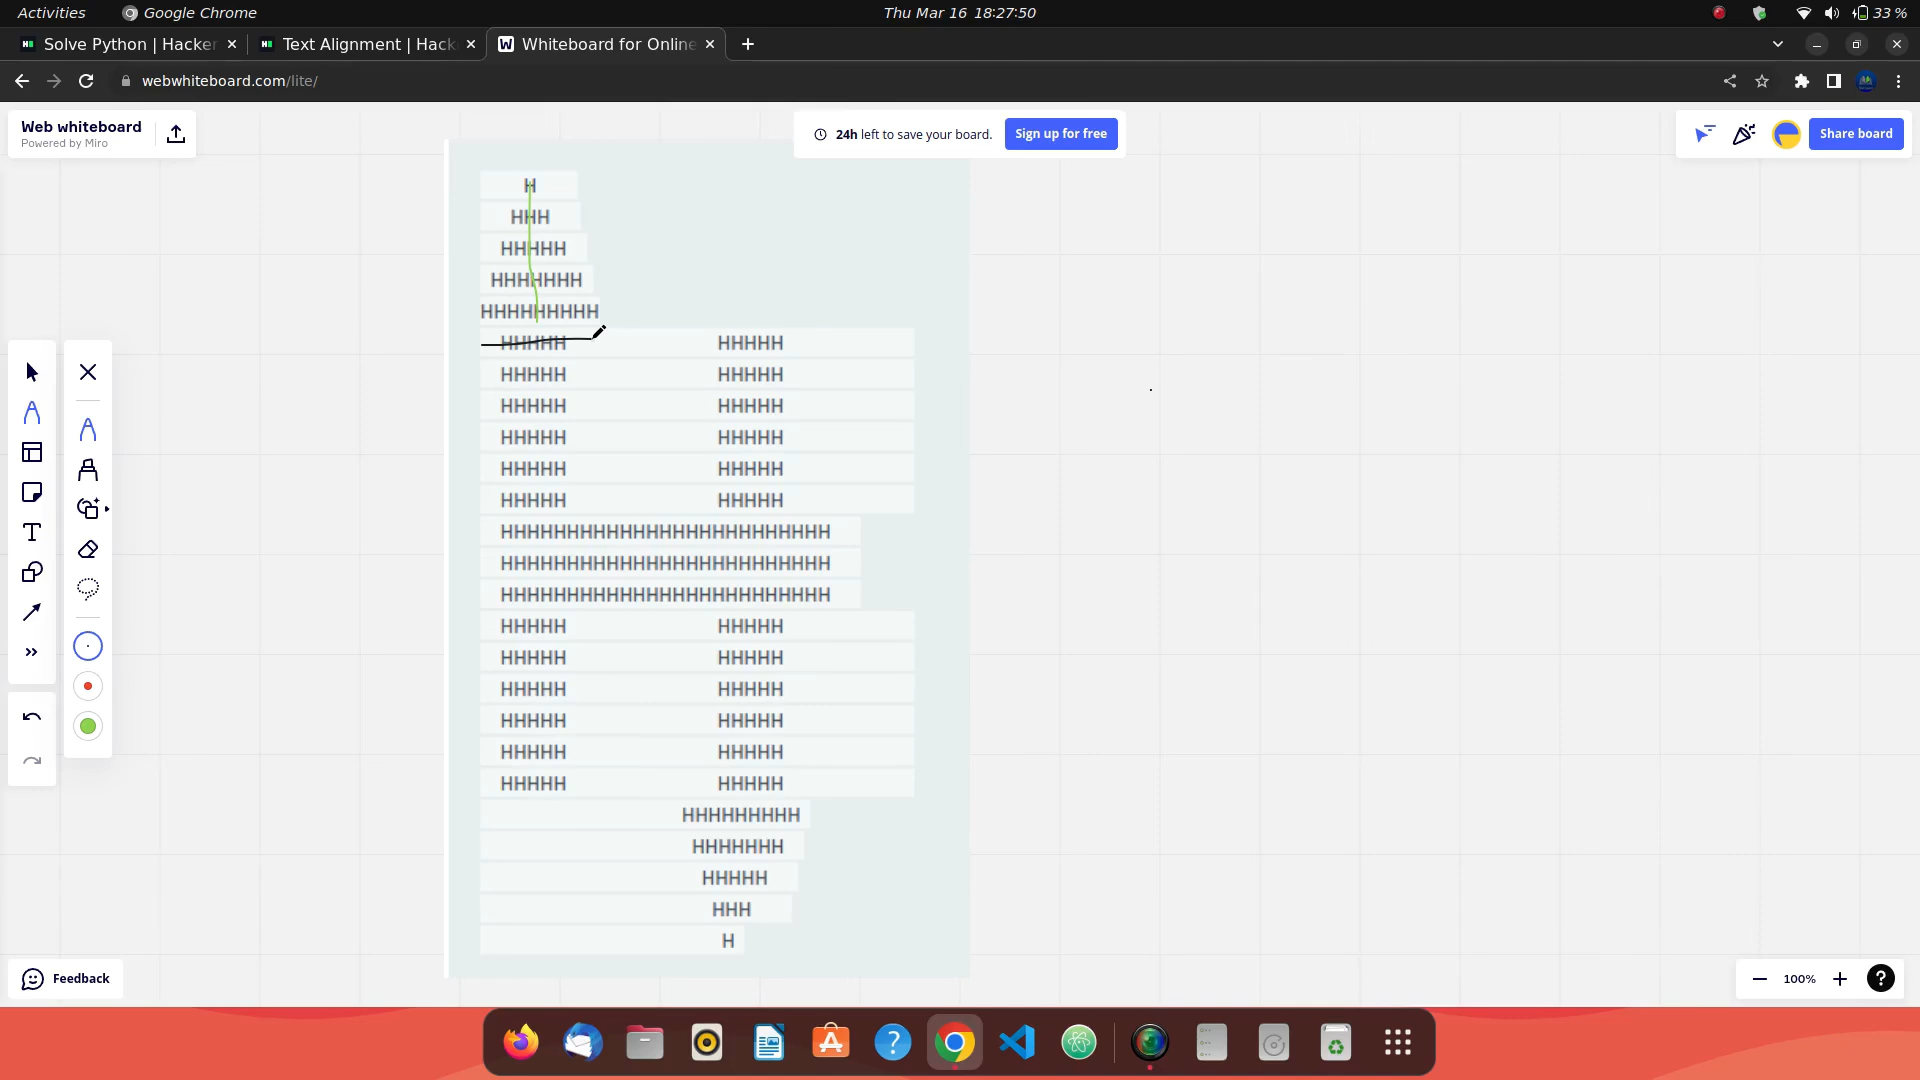 Activities Google Chrome Thu Mar 16 18:27:50 33 %
Solve Python | Hacker Text Alignment | Hack Whiteboard for Online
webwhiteboard.com/lite/
Web whiteboard
Powered by Miro
24h left to save your board. Sign up for free
Share board
H
HHH
HHHHH
HHHHHHH
HHHHHHHHH
HHHHH HHHHH
HHHHH HHHHH
HHHHH HHHHH
HHHHH HHHHH
HHHHH HHHHH
HHHHH HHHHH
HHHHHHHHHHHHHHHHHHHHHHHHH
HHHHHHHHHHHHHHHHHHHHHHHHH
HHHHHHHHHHHHHHHHHHHHHHHHH
HHHHH HHHHH
HHHHH HHHHH
HHHHH HHHHH
HHHHH HHHHH
HHHHH HHHHH
HHHHH HHHHH
HHHHHHHHH
HHHHHHH
HHHHH
HHH
H
Feedback
100%